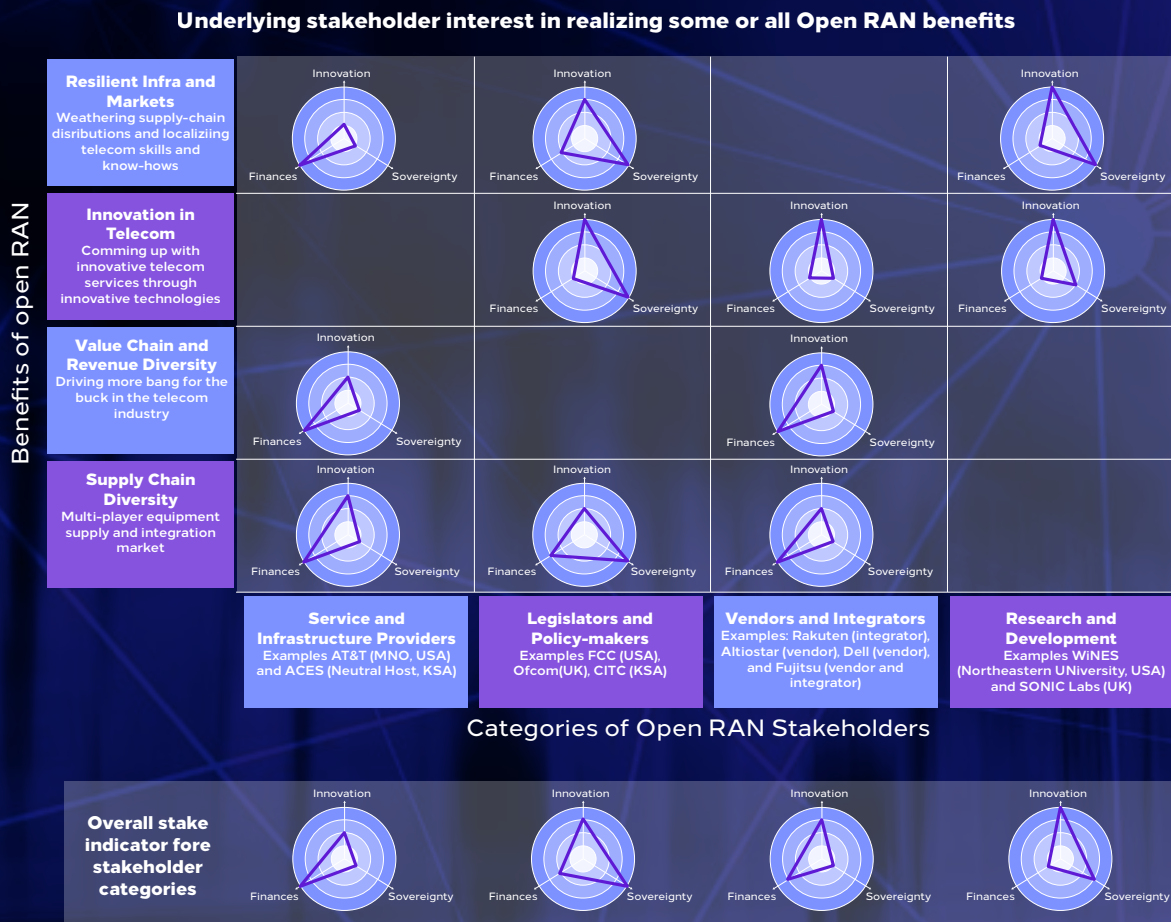 Underlying stakeholder interest in realizing some or all Open RAN benefits
Benefits of open RAN
Resilient Infra and
Markets
Weathering supply-chain
disributions and localiziing
telecom skills and
know-hows
Innovation
Finances
Sovereignty
Innovation
Finances
Sovereignty
Innovation
Finances
Sovereignty
Innovation in
Telecom
Comming up with
innovative telecom
services through
innovative technologies
Innovation
Finances
Sovereignty
Innovation
Finances
Sovereignty
Innovation
Finances
Sovereignty
Value Chain and
Revenue Diversity
Driving more bang for the
buck in the telecom
industry
Innovation
Finances
Sovereignty
Innovation
Finances
Sovereignty
Supply Chain
Diversity
Multi-player equipment
supply and integration
market
Innovation
Finances
Sovereignty
Innovation
Finances
Sovereignty
Innovation
Finances
Sovereignty
Service and
Infrastructure Providers
Examples AT&T (MNO, USA)
and ACES (Neutral Host, KSA)
Legislators and
Policy-makers
Examples FCC (USA),
Ofcom(UK), CITC (KSA)
Vendors and Integrators
Examples: Rakuten (integrator),
Altiostar (vendor), Dell (vendor),
and Fujitsu (vendor and
integrator)
Research and
Development
Examples WiNES
(Northeastern UNiversity, USA)
and SONIC Labs (UK)
Categories of Open RAN Stakeholders
Overall stake
indicator fore
stakeholder
categories
Innovation
Finances
Sovereignty
Innovation
Finances
Sovereignty
Innovation
Finances
Sovereignty
Innovation
Finances
Sovereignty